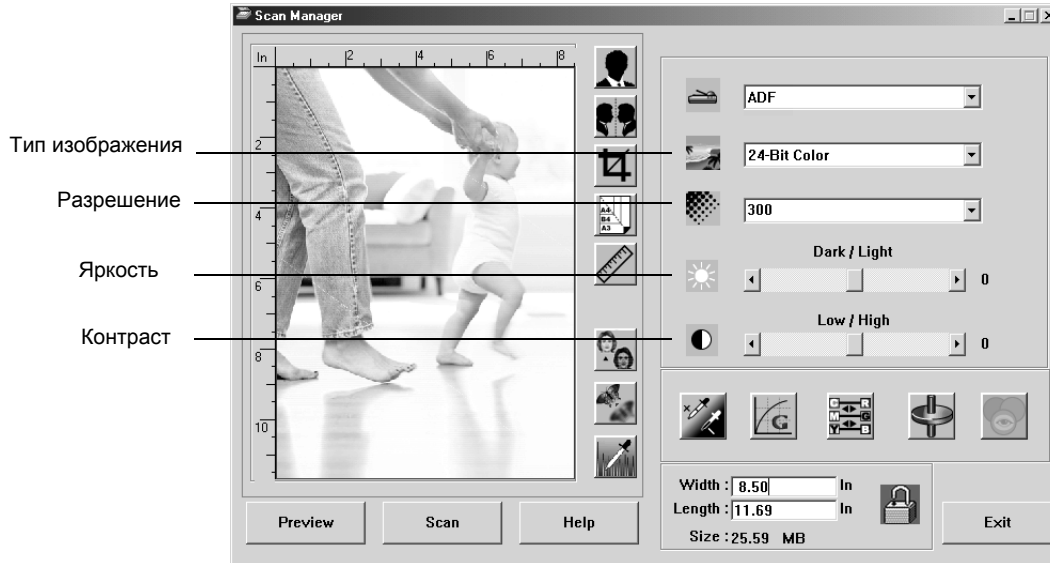 Scan Manager
In 2 4 6 8
2
4
6
8
10
Тип изображения
Разрешение
Яркость
Контраст
A4
B4
A3
ADF
24-Bit Color
300
Dark / Light
0
Low / High
0
G
C R
M G
Y B
Width : 8.50 In
Length : 11.69 In
Size : 25.59 MB
Preview Scan Help Exit